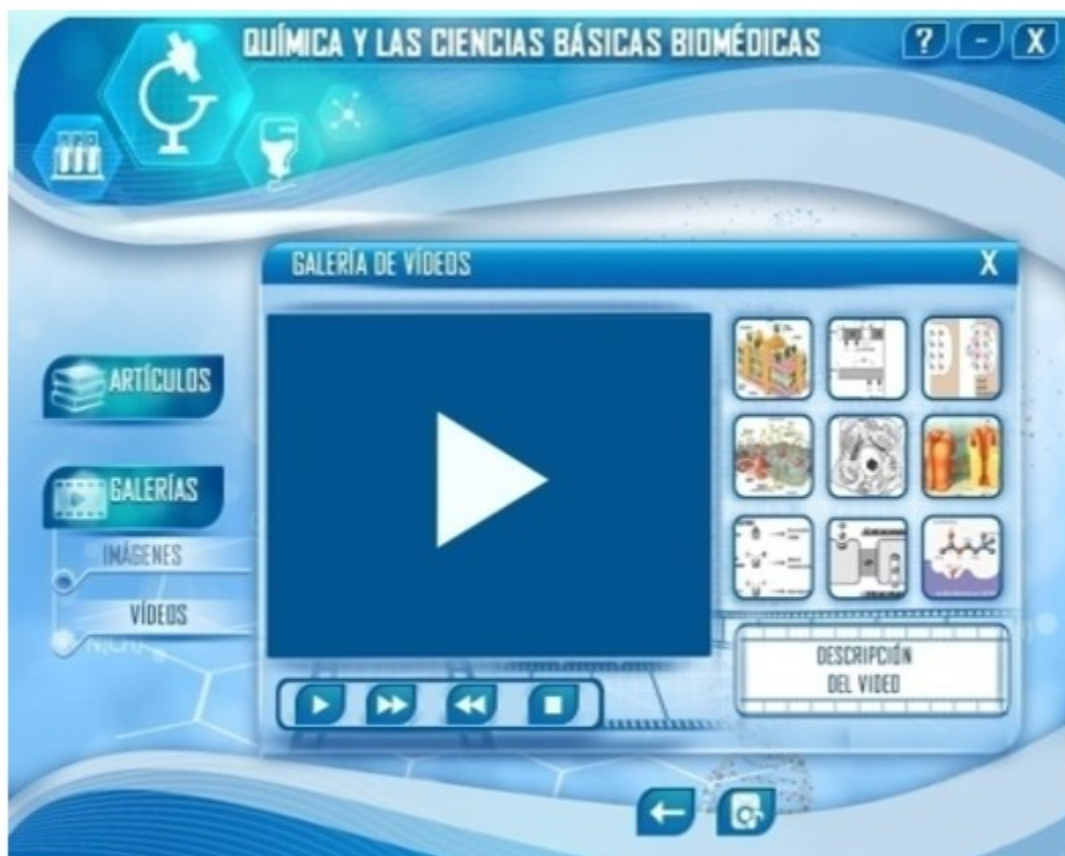 QUÍMICA Y LAS CIENCIAS BÁSICAS BIOMÉDICAS
? - X
GALERÍA DE VÍDEOS X
ARTÍCULOS
GALERÍAS
IMÁGENES
VÍDEOS
DESCRIPCIÓN
DEL VIDEO